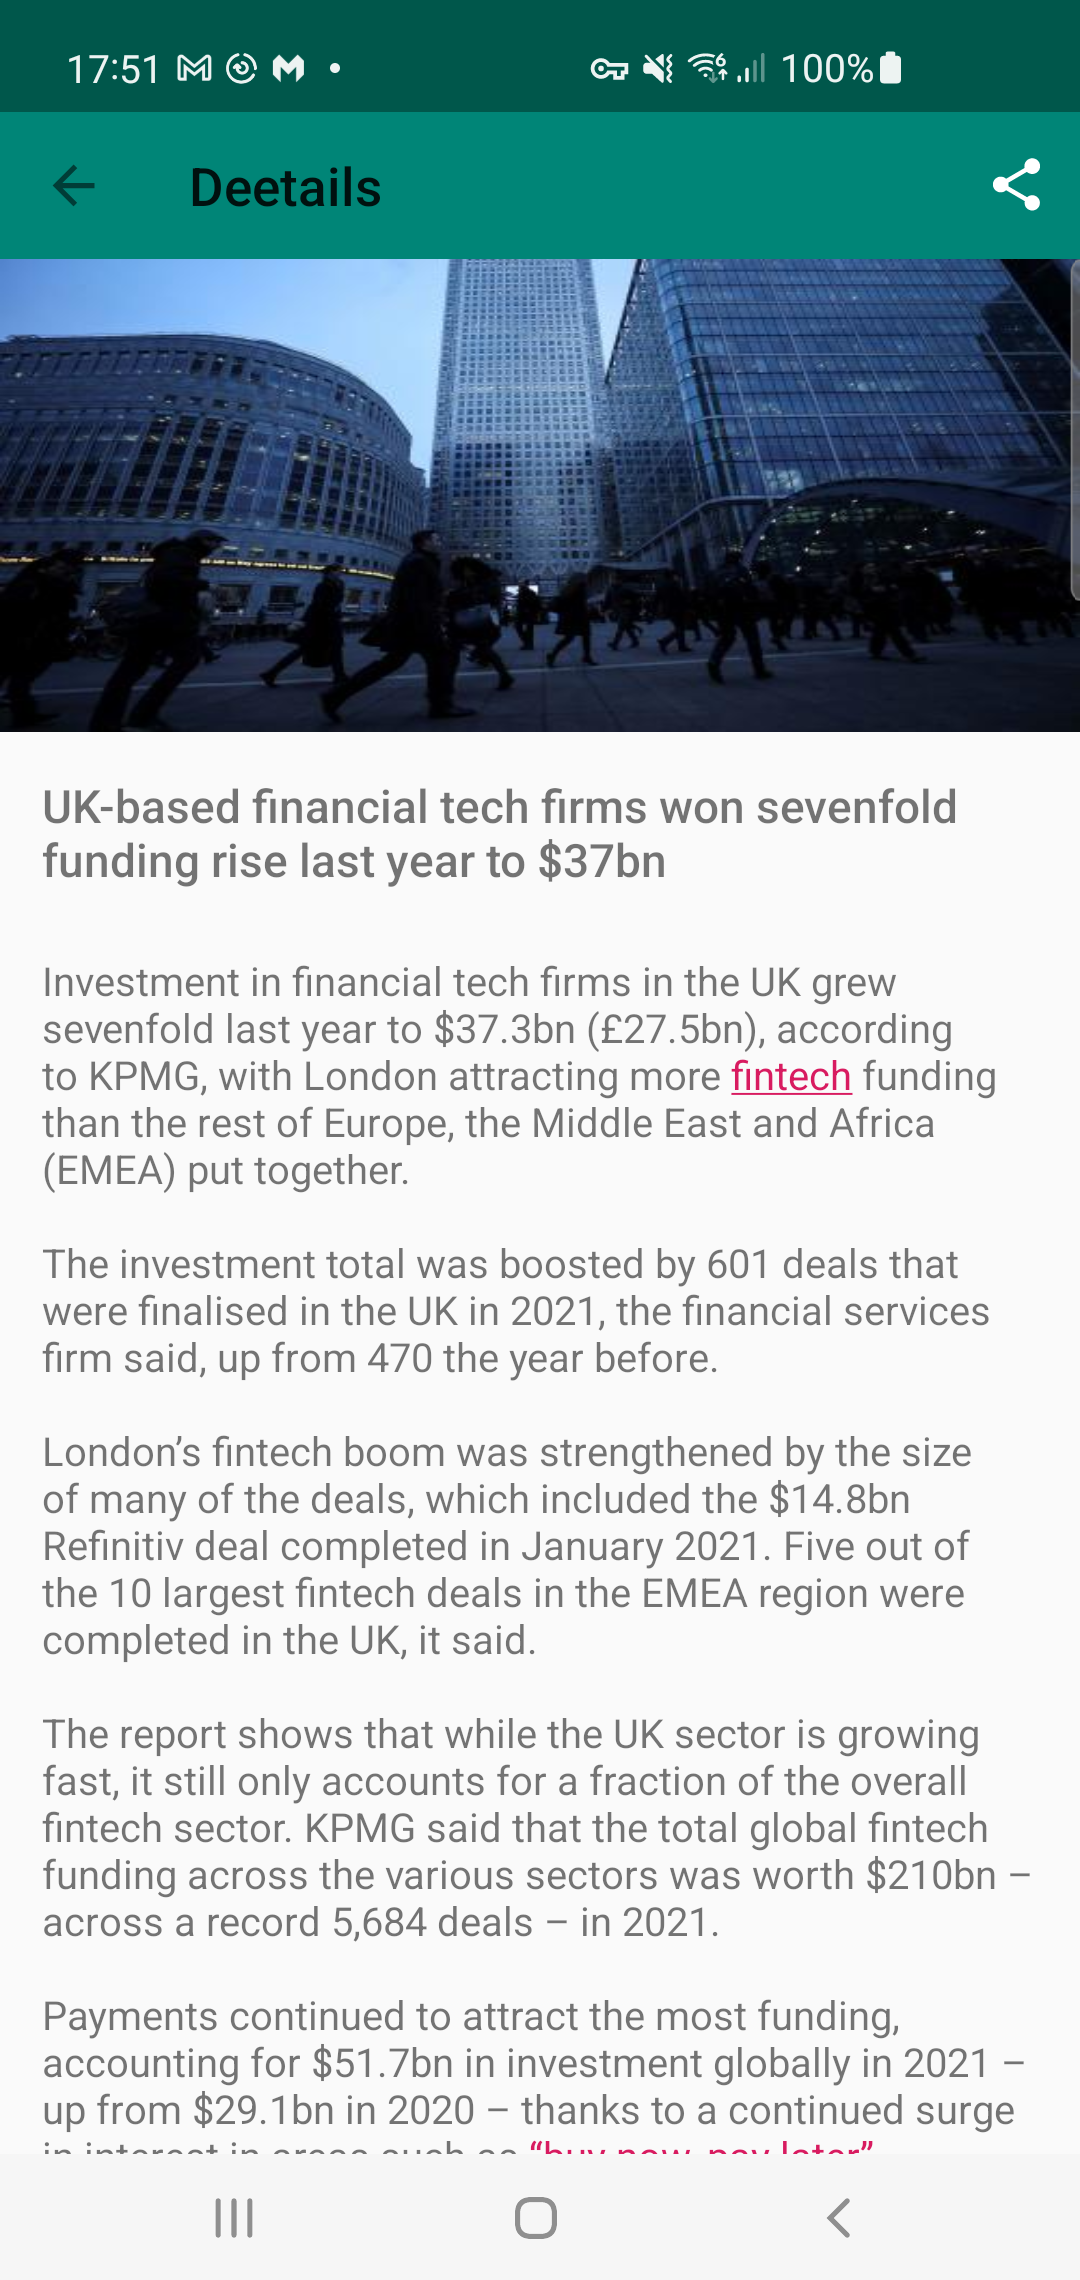 17:51
100%
Deetails
UK-based financial tech firms won sevenfold
funding rise last year to $37bn
Investment in financial tech firms in the UK grew
sevenfold last year to $37.3bn (£27.5bn), according
to KPMG, with London attracting more fintech funding
than the rest of Europe, the Middle East and Africa
(EMEA) put together.
The investment total was boosted by 601 deals that
were finalised in the UK in 2021, the financial services
firm said, up from 470 the year before.
London’s fintech boom was strengthened by the size
of many of the deals, which included the $14.8bn
Refinitiv deal completed in January 2021. Five out of
the 10 largest fintech deals in the EMEA region were
completed in the UK, it said.
The report shows that while the UK sector is growing
fast, it still only accounts for a fraction of the overall
fintech sector. KPMG said that the total global fintech
funding across the various sectors was worth $210bn –
across a record 5,684 deals – in 2021.
Payments continued to attract the most funding,
accounting for $51.7bn in investment globally in 2021 –
up from $29.1bn in 2020 – thanks to a continued surge
in interest in areas such as “buy now, pay later”